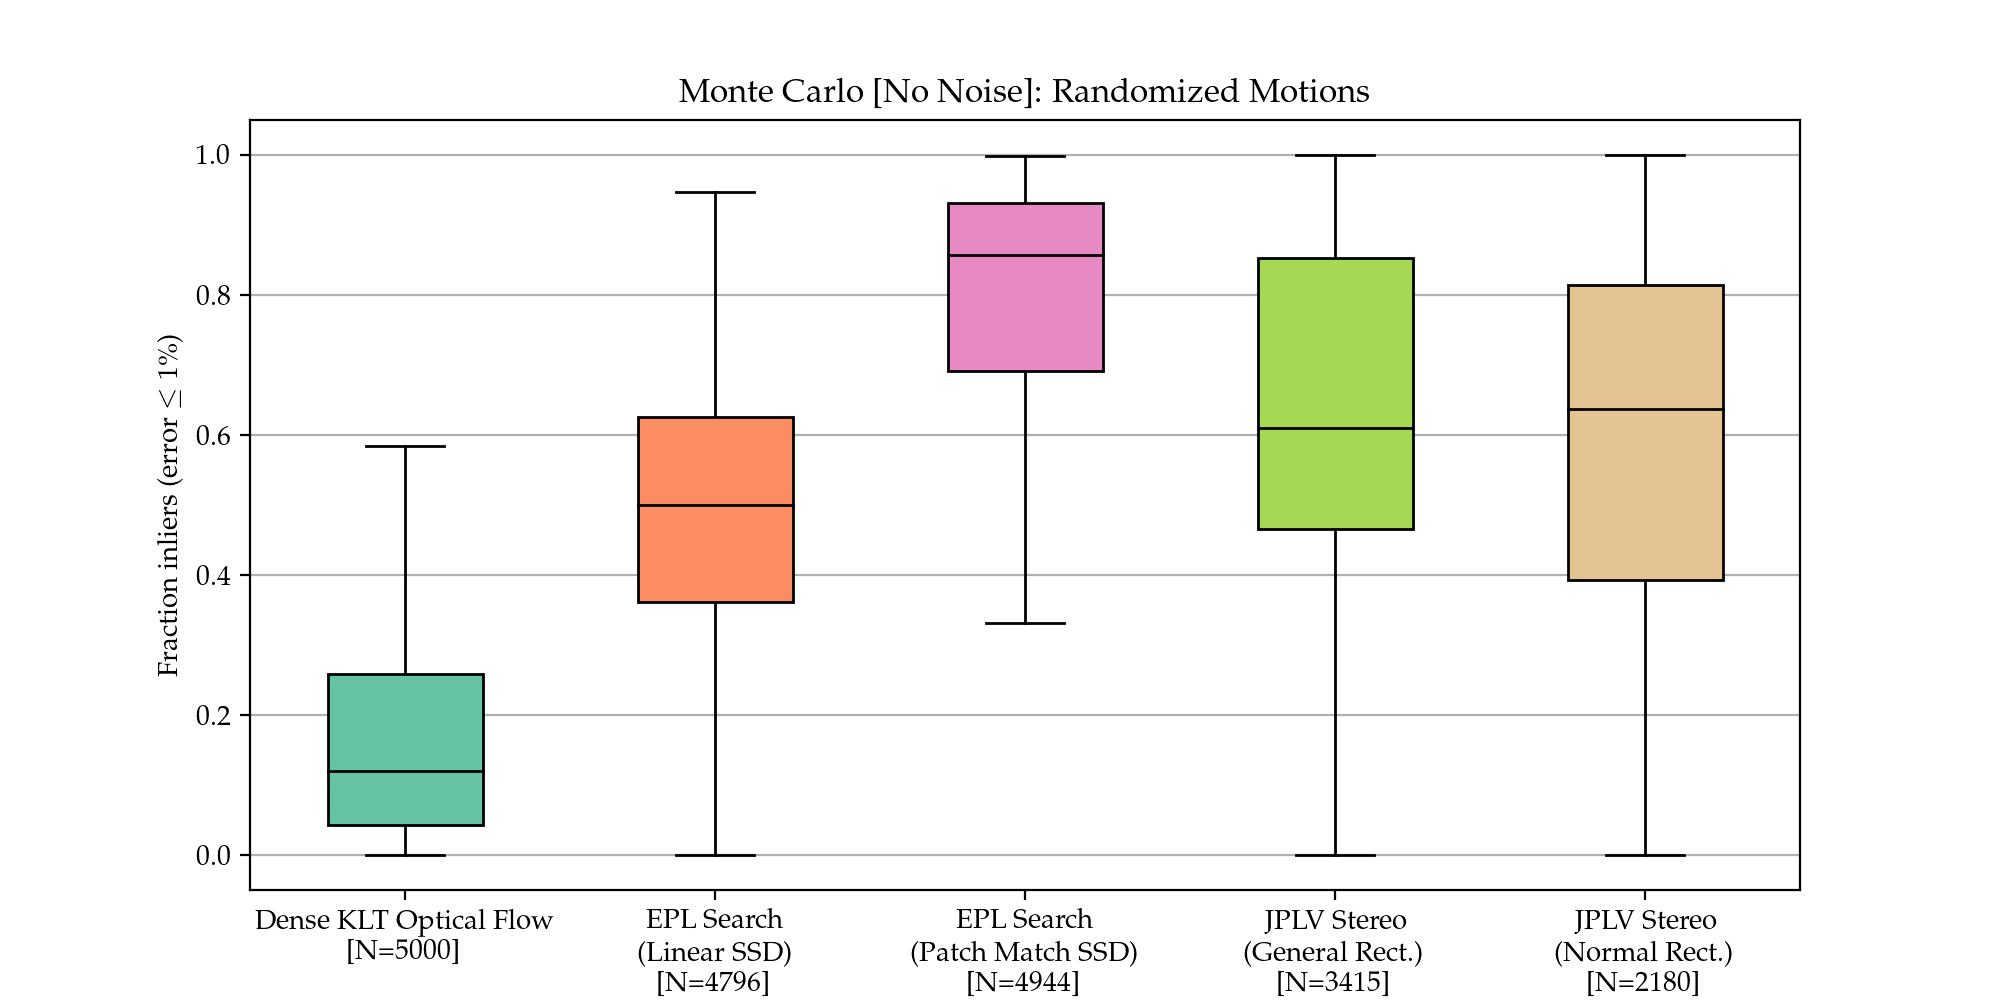 Monte Carlo [No Noise]: Randomized Motions
Fraction inliers (error ≤ 1%)
1.0
0.8
0.6
0.4
0.2
0.0
Dense KLT Optical Flow
[N=5000]
EPL Search
(Linear SSD)
[N=4796]
EPL Search
(Patch Match SSD)
[N=4944]
JPLV Stereo
(General Rect.)
[N=3415]
JPLV Stereo
(Normal Rect.)
[N=2180]